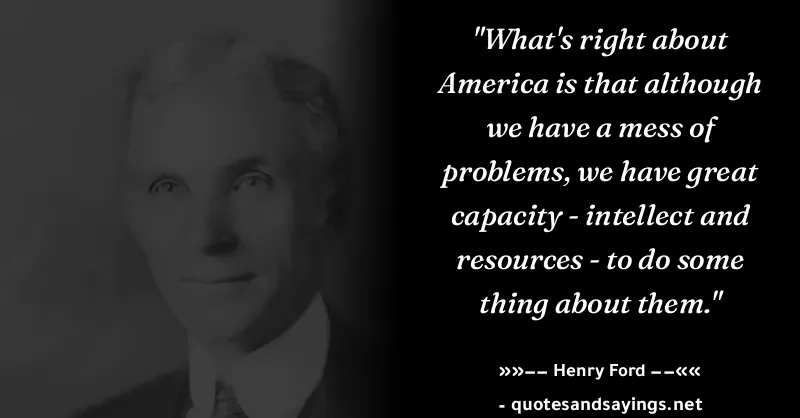 "What's right about
America is that although
we have a mess of
problems, we have great
capacity - intellect and
resources - to do some
thing about them."
»»–– Henry Ford ––««
- quotesandsayings.net